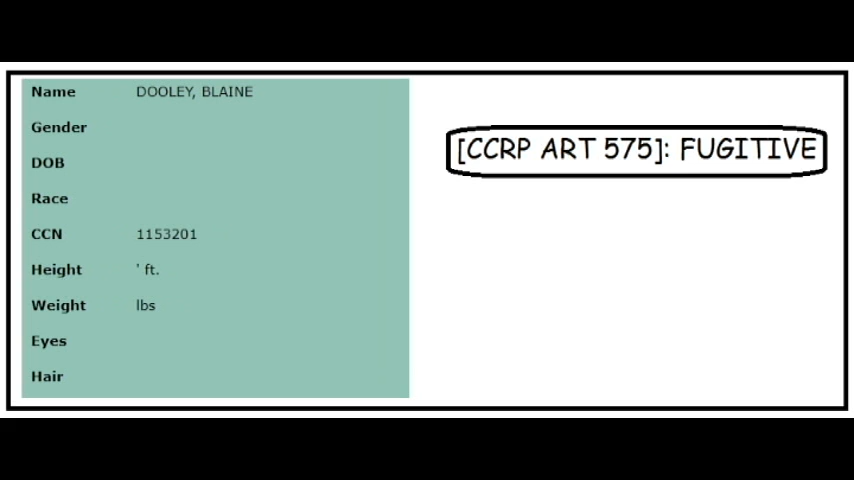 Name DOOLEY, BLAINE
[CCRP ART 575]: FUGITIVE
Gender
DOB
Race
CCN 1153201
Height ' ft.
Weight lbs
Eyes
Hair